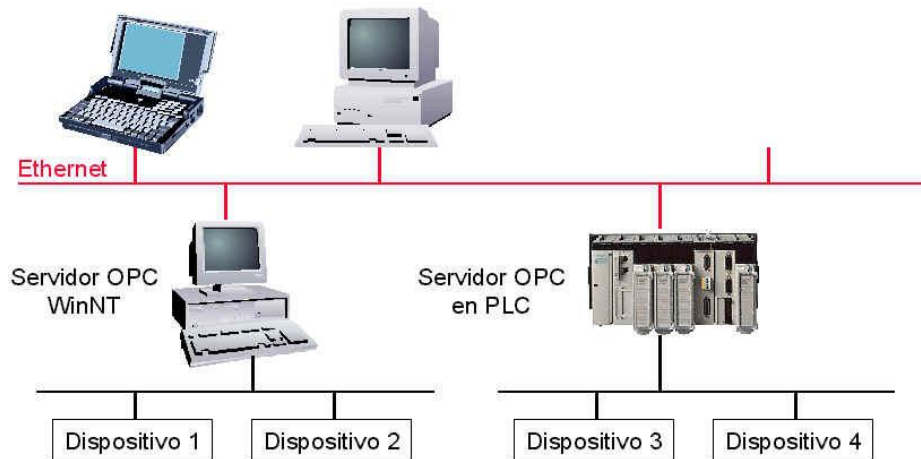 Ethernet
Servidor OPC
WinNT
Servidor OPC
en PLC
Dispositivo 1
Dispositivo 2
Dispositivo 3
Dispositivo 4